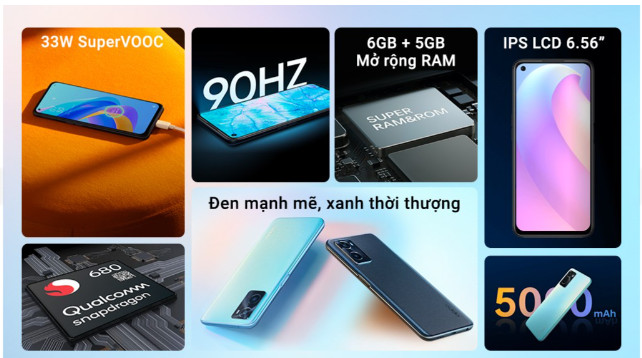 33W SuperVOOC
90HZ
6GB + 5GB
Mở rộng RAM
SUPER
RAM&ROM
IPS LCD 6.56”
Đen mạnh mẽ, xanh thời thượng
680
Qualcomm
snapdragon
5000 mAh